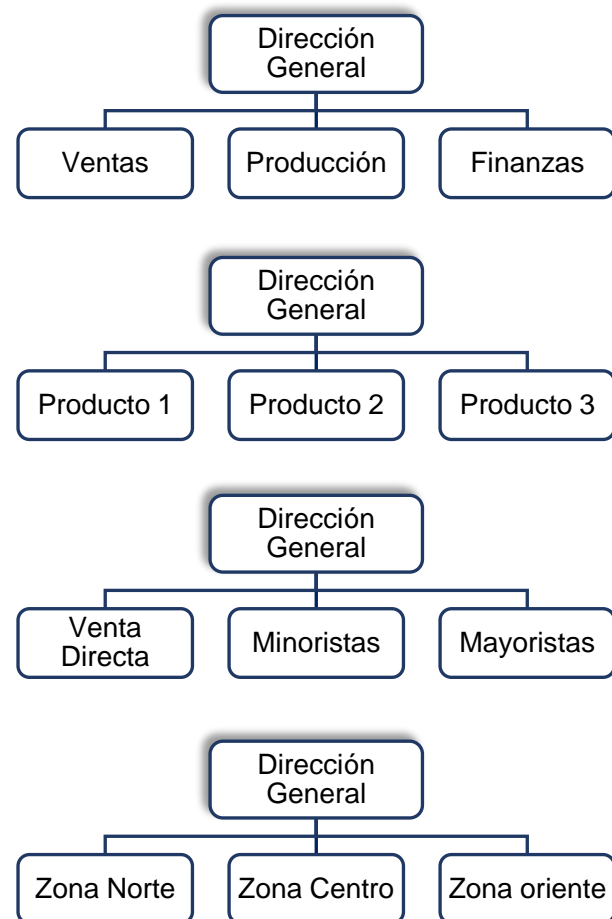 Dirección
General
Ventas
Producción
Finanzas
Dirección
General
Producto 1
Producto 2
Producto 3
Dirección
General
Venta
Directa
Minoristas
Mayoristas
Dirección
General
Zona Norte
Zona Centro
Zona oriente